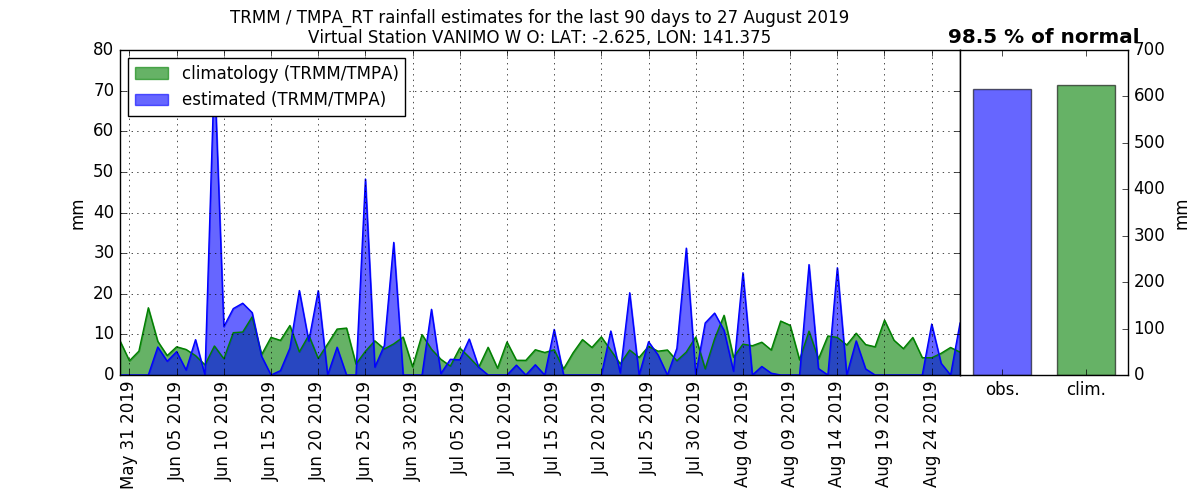 TRMM / TMPA_RT rainfall estimates for the last 90 days to 27 August 2019
Virtual Station VANIMO W O: LAT: -2.625, LON: 141.375
98.5 % of normal
climatology (TRMM/TMPA)
estimated (TRMM/TMPA)
80
70
60
50
40
30
20
10
0
mm
May 31 2019
Jun 05 2019
Jun 10 2019
Jun 15 2019
Jun 20 2019
Jun 25 2019
Jun 30 2019
Jul 05 2019
Jul 10 2019
Jul 15 2019
Jul 20 2019
Jul 25 2019
Jul 30 2019
Aug 04 2019
Aug 09 2019
Aug 14 2019
Aug 19 2019
Aug 24 2019
obs.
clim.
700
600
500
400
300
200
100
0
mm